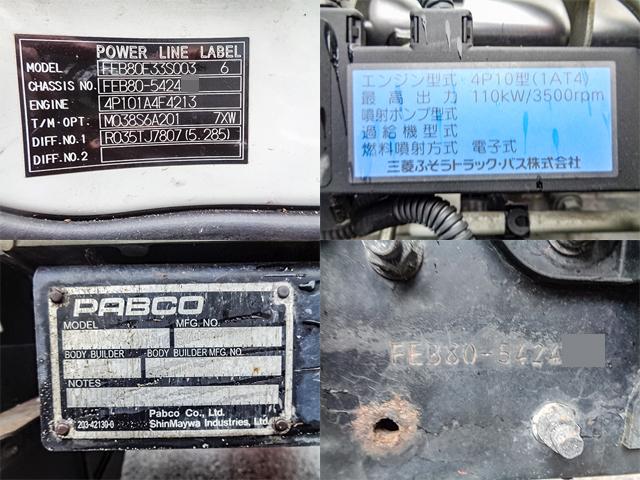 POWER LINE LABEL
MODEL FEB80E33S003 6
CHASSIS NO. FEB80-5424
ENGINE 4P101A4F4213
T/M・OPT. M038S6A201 7XW
DIFF.NO.1 R035TJ7807(5.285)
DIFF.NO.2
エンジン型式 4P10型(1AT4)
最高出力 110kW/3500rpm
噴射ポンプ型式
過給機型式
燃料噴射方式 電子式
三菱ふそうトラック・バス株式会社
PABCO
MODEL MFG. NO.
BODY BUILDER BODY BUILDER MFG. NO.
NOTES
Pabco Co., Ltd.
203-42130-0 ShinMaywa Industries, Ltd.
FEB80-5424